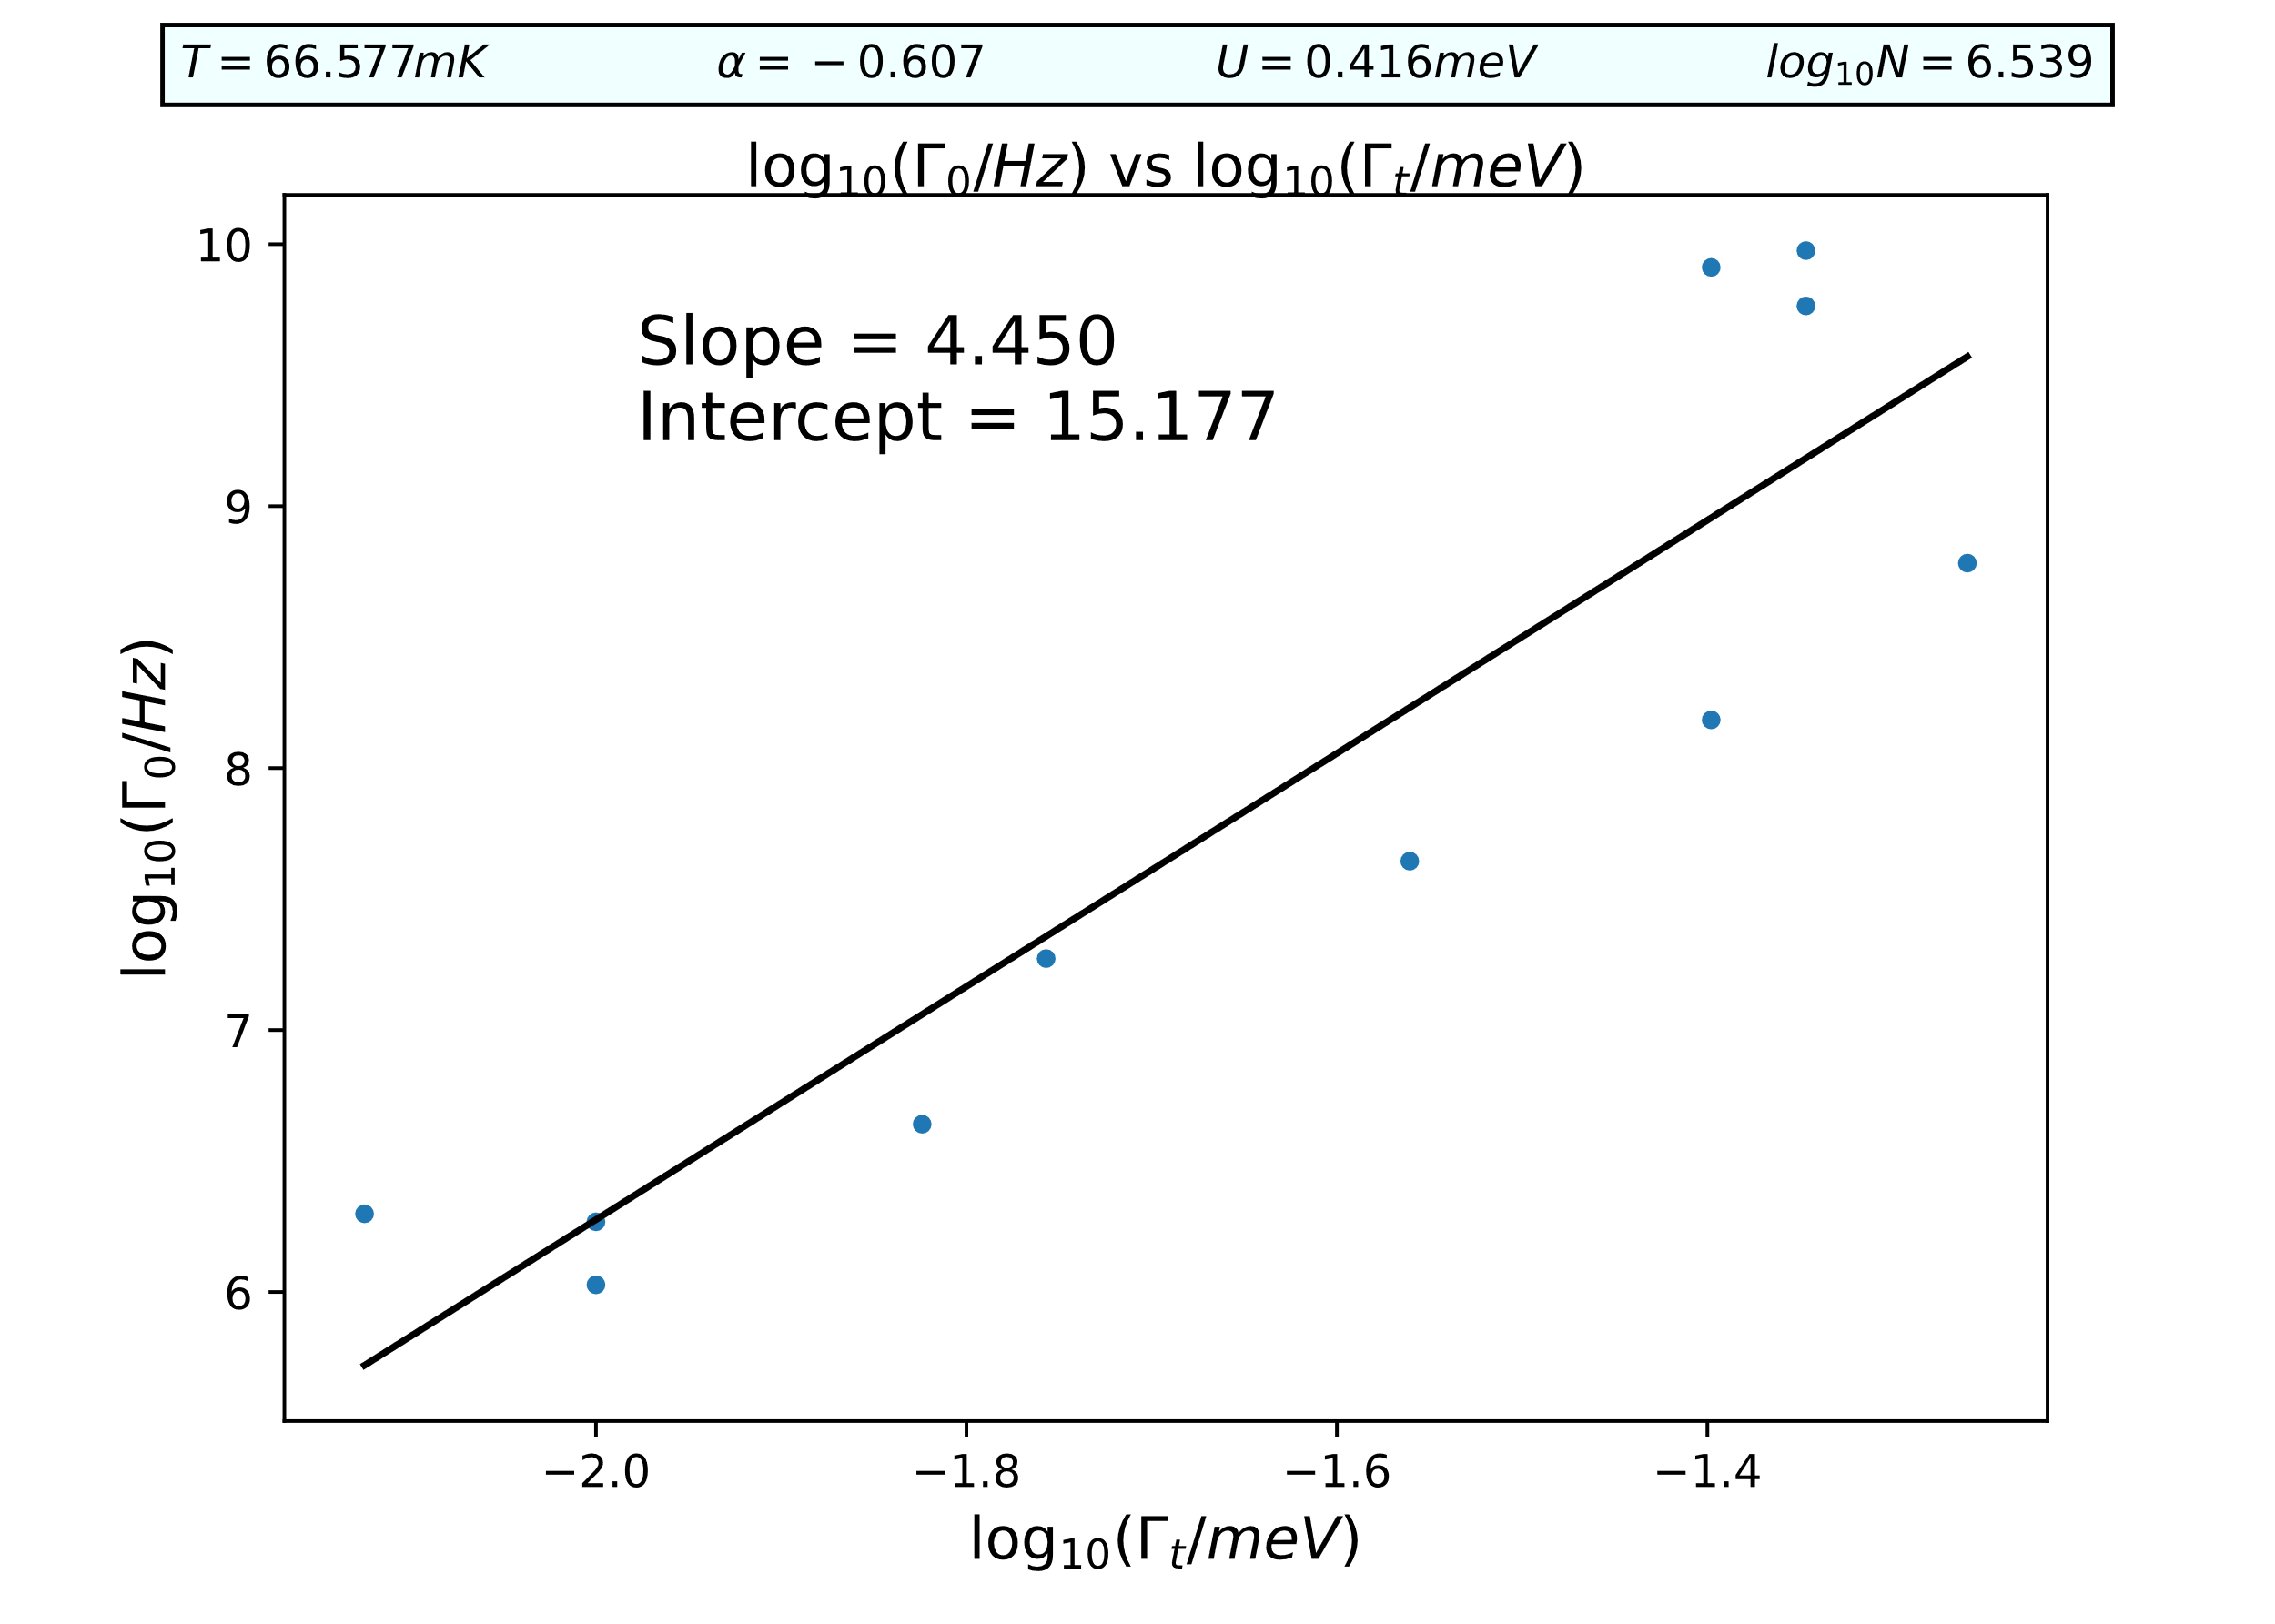 T = 66.577mK α = −0.607 U = 0.416meV log₁₀N = 6.539
log₁₀(Γ₀/Hz) vs log₁₀(Γₜ/meV)
Slope = 4.450
Intercept = 15.177
log₁₀(Γ₀/Hz)
10
9
8
7
6
−2.0 −1.8 −1.6 −1.4
log₁₀(Γₜ/meV)